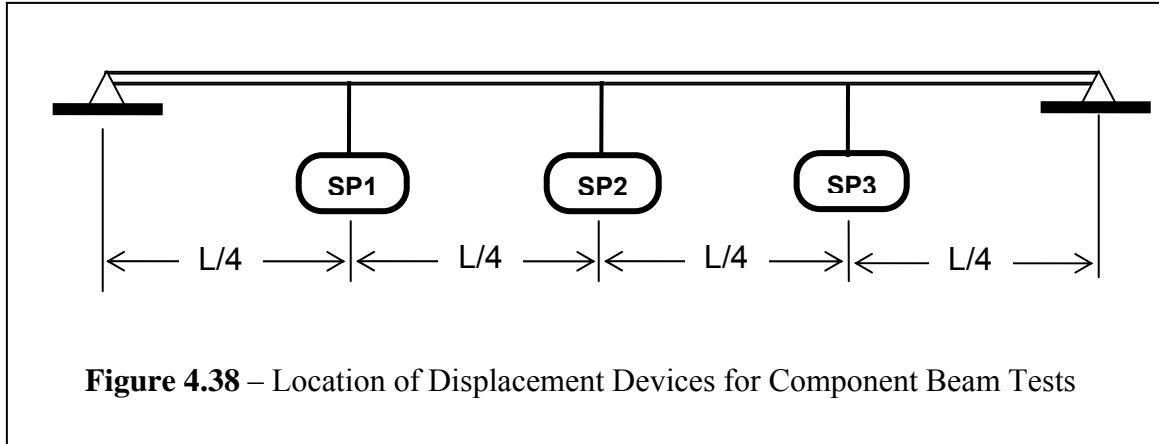 SP1 SP2 SP3
L/4 L/4 L/4 L/4
Figure 4.38 – Location of Displacement Devices for Component Beam Tests